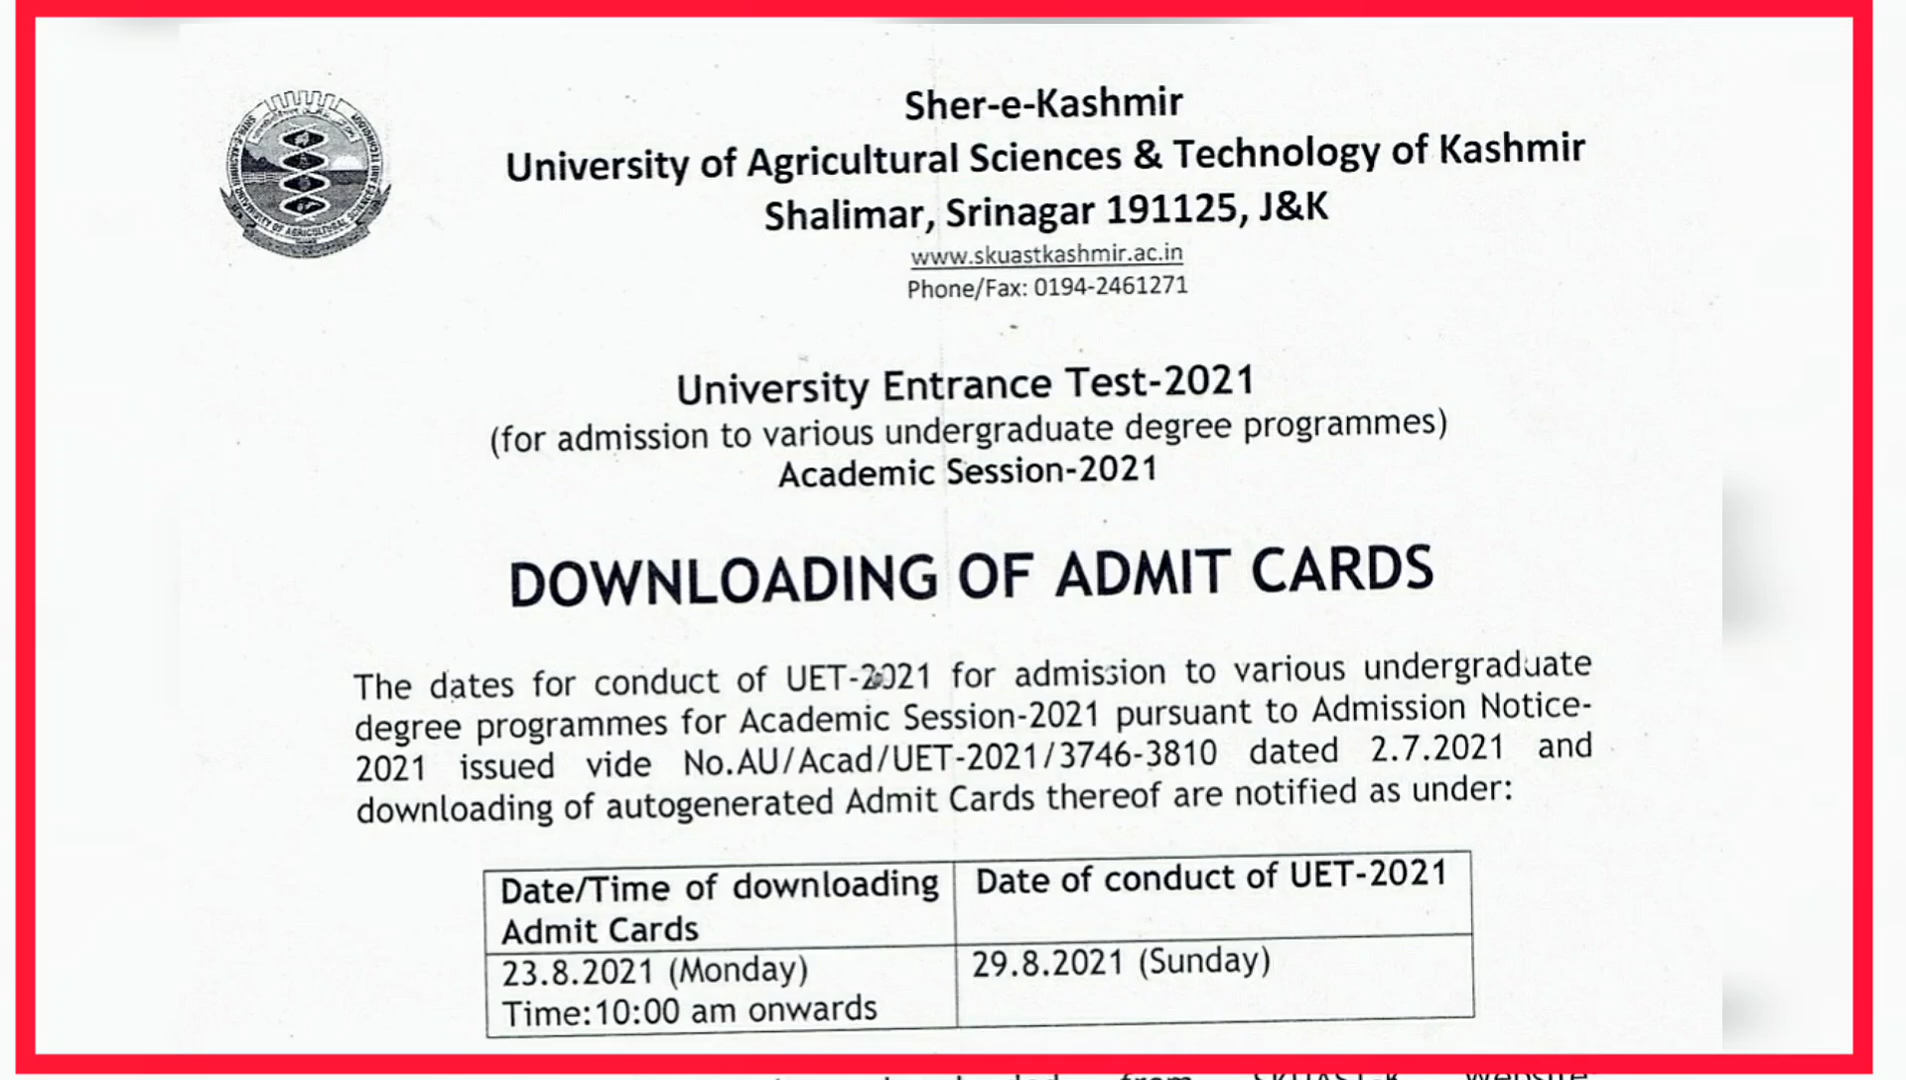 Sher-e-Kashmir
University of Agricultural Sciences & Technology of Kashmir
Shalimar, Srinagar 191125, J&K
www.skuastkashmir.ac.in
Phone/Fax: 0194-2461271
University Entrance Test-2021
(for admission to various undergraduate degree programmes)
Academic Session-2021
DOWNLOADING OF ADMIT CARDS
The dates for conduct of UET-2021 for admission to various undergraduate
degree programmes for Academic Session-2021 pursuant to Admission Notice-
2021 issued vide No.AU/Acad/UET-2021/3746-3810 dated 2.7.2021 and
downloading of autogenerated Admit Cards thereof are notified as under:
Date/Time of downloading
Admit Cards
Date of conduct of UET-2021
23.8.2021 (Monday)
Time:10:00 am onwards
29.8.2021 (Sunday)